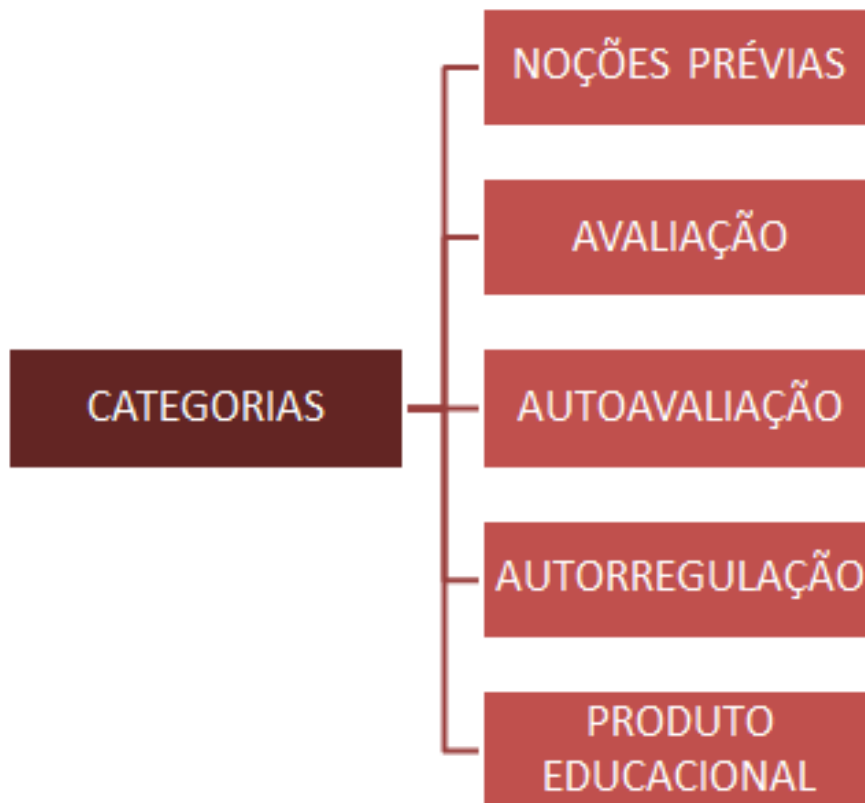 NOÇÕES PRÉVIAS
AVALIAÇÃO
CATEGORIAS
AUTOAVALIAÇÃO
AUTORREGULAÇÃO
PRODUTO
EDUCACIONAL